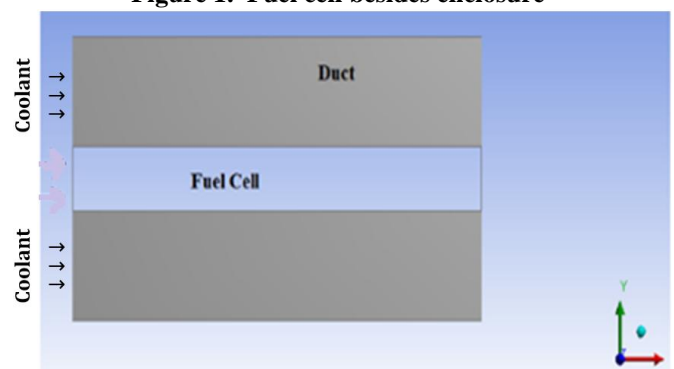 Figure 1. Fuel cell besides enclosure
Coolant
Duct
Fuel Cell
Coolant
Y